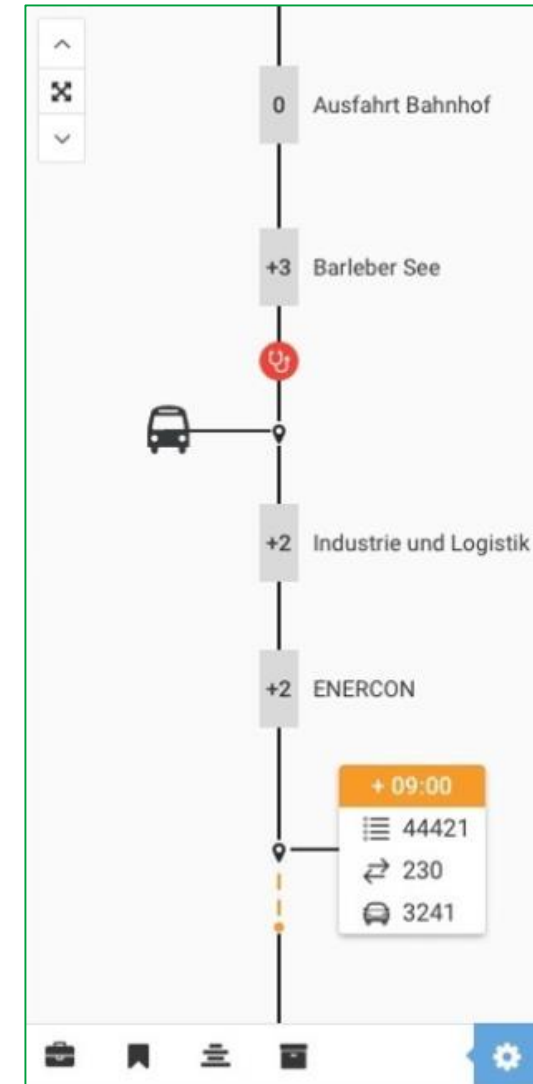 0 Ausfahrt Bahnhof
+3 Barleber See
+2 Industrie und Logistik
+2 ENERCON
+ 09:00
44421
230
3241